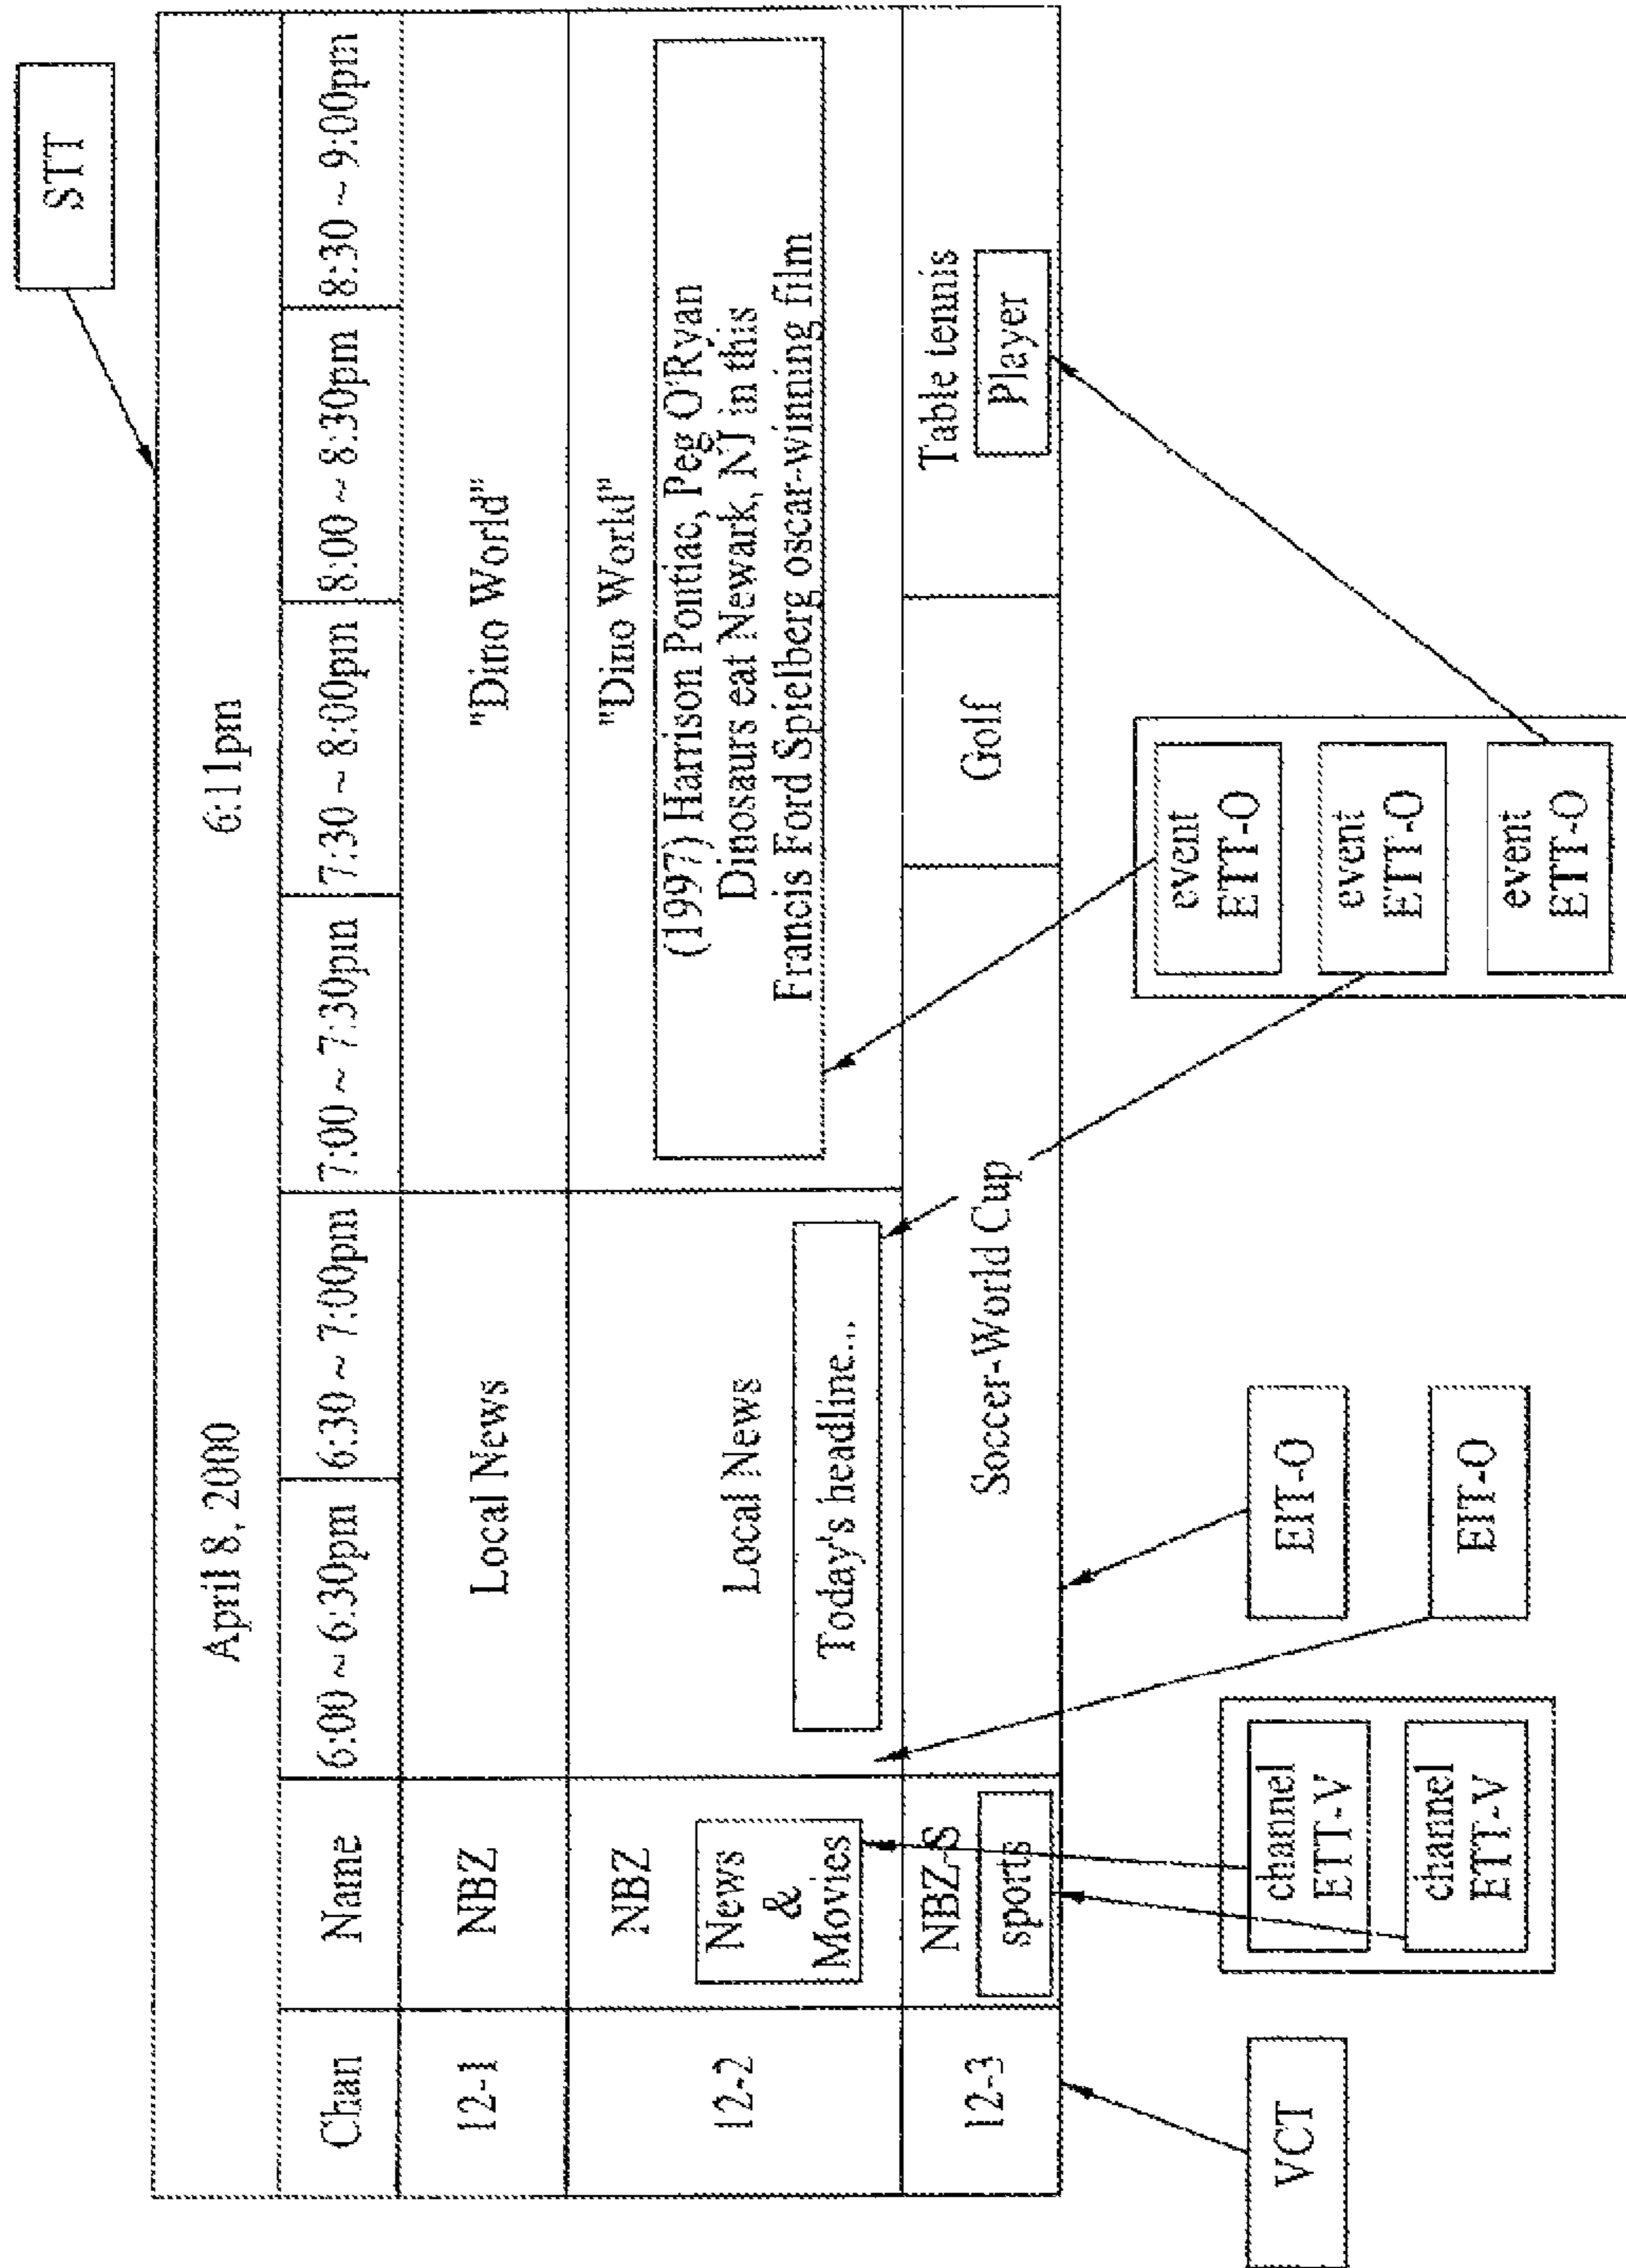 STT
April 8, 2000 6:11pm
Chan Name 6:00 ~ 6:30pm 6:30 ~ 7:00pm 7:00 ~ 7:30pm 7:30 ~ 8:00pm 8:00 ~ 8:30pm 8:30 ~ 9:00pm
12-1 NBZ Local News "Dino World"
12-2 NBZ Local News "Dino World"
News
&
Movies
Today's headline...
(1997) Harrison Pontiac, Peg O'Ryan
Dinosaurs eat Newark, NJ in this
Francis Ford Spielberg oscar-winning film
12-3 NBZ-S Soccer-World Cup Golf Table tennis
sports
Player
VCT
channel
ETT-V
channel
ETT-V
EIT-O
EIT-O
event
ETT-O
event
ETT-O
event
ETT-O